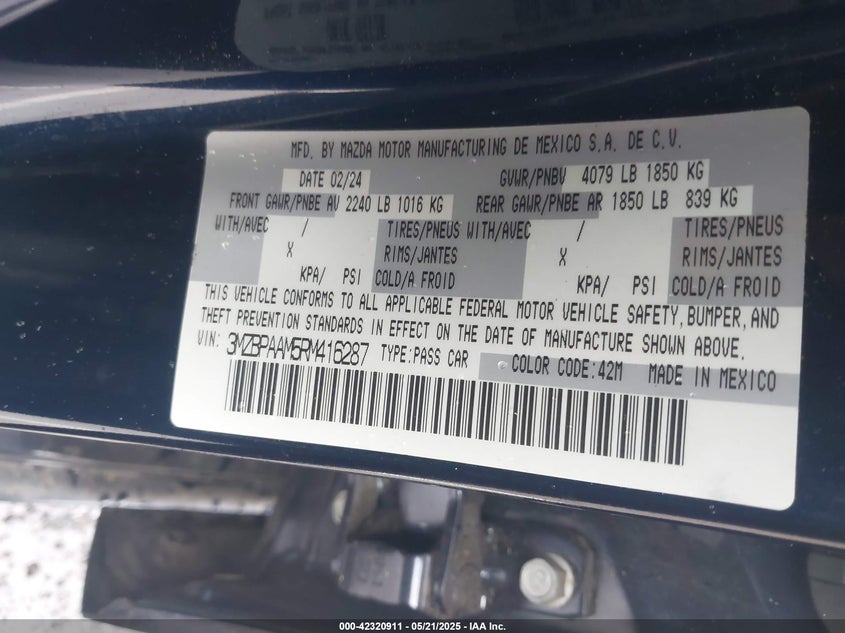 MFD. BY MAZDA MOTOR MANUFACTURING DE MEXICO S.A. DE C.V.
DATE 02/24 GVWR/PNBV 4079 LB 1850 KG
FRONT GAWR/PNBE AV 2240 LB 1016 KG REAR GAWR/PNBE AR 1850 LB 839 KG
WITH/AVEC / TIRES/PNEUS WITH/AVEC / TIRES/PNEUS
X RIMS/JANTES X RIMS/JANTES
KPA/ PSI COLD/A FROID KPA/ PSI COLD/A FROID
THIS VEHICLE CONFORMS TO ALL APPLICABLE FEDERAL MOTOR VEHICLE SAFETY, BUMPER, AND
THEFT PREVENTION STANDARDS IN EFFECT ON THE DATE OF MANUFACTURE SHOWN ABOVE.
VIN: 3MZBPAAM5RM416287 TYPE:PASS CAR COLOR CODE:42M MADE IN MEXICO
000-42320911 - 05/21/2025 - IAA Inc.